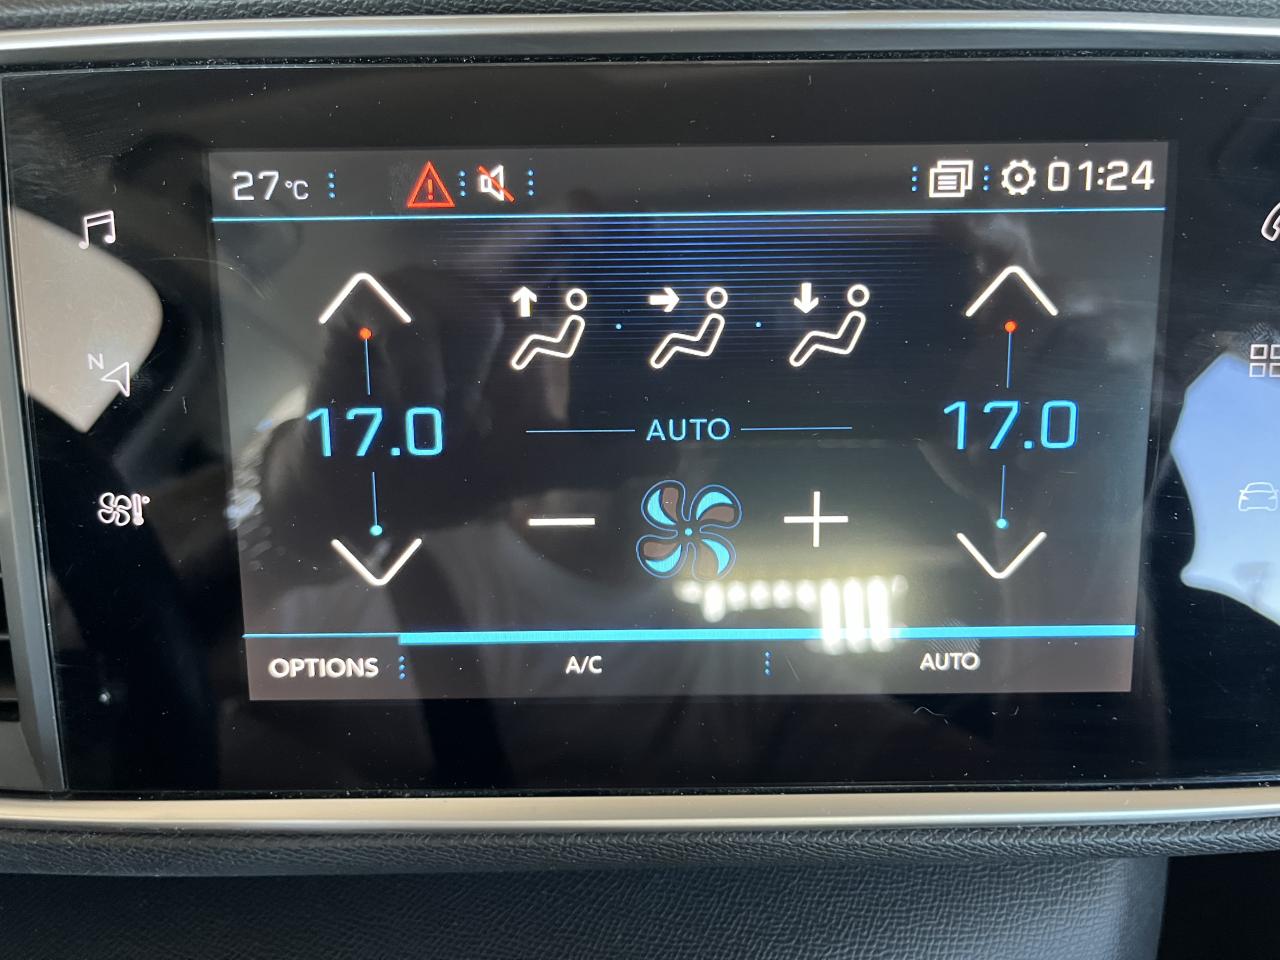 27°C 01:24
N
17.0 AUTO 17.0
OPTIONS A/C AUTO